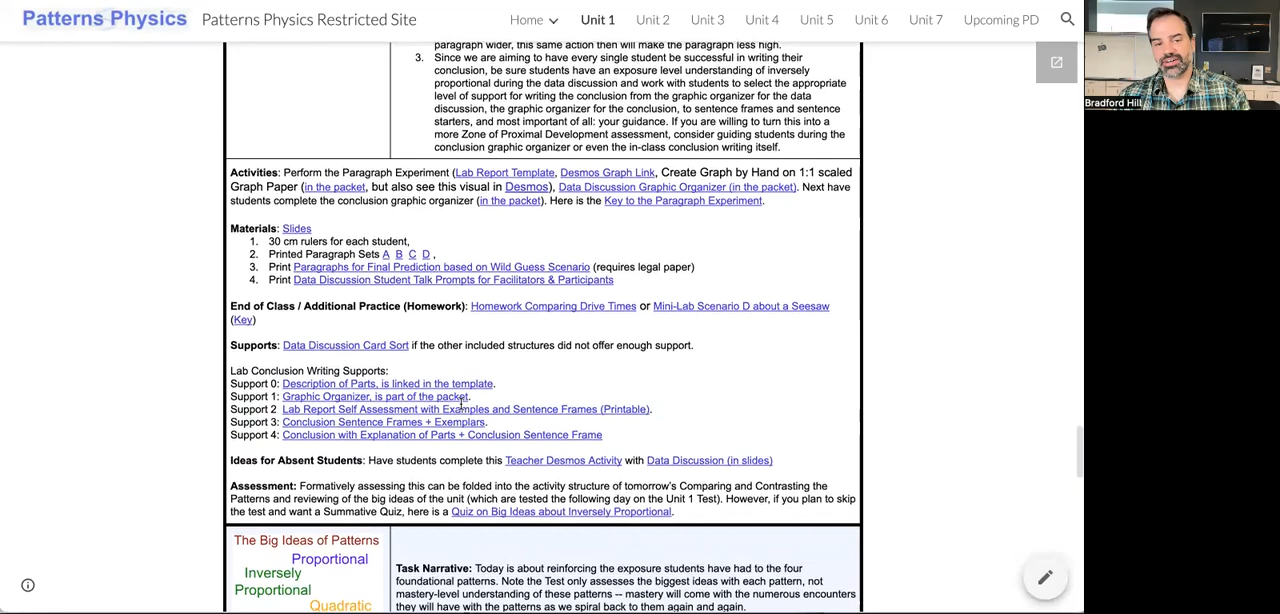 Patterns Physics Patterns Physics Restricted Site Home Unit 1 Unit 2 Unit 3 Unit 4 Unit 5 Unit 6 Unit 7 Upcoming PD
Bradford Hill
paragraph wider, this same action then will make the paragraph less high.
3. Since we are aiming to have every single student be successful in writing their
conclusion, be sure students have an exposure level understanding of inversely
proportional during the data discussion and work with students to select the appropriate
level of support for writing the conclusion from the graphic organizer for the data
discussion, the graphic organizer for the conclusion, to sentence frames and sentence
starters, and most important of all: your guidance. If you are willing to turn this into a
more Zone of Proximal Development assessment, consider guiding students during the
conclusion graphic organizer or even the in-class conclusion writing itself.
Activities: Perform the Paragraph Experiment (Lab Report Template, Desmos Graph Link, Create Graph by Hand on 1:1 scaled
Graph Paper (in the packet, but also see this visual in Desmos), Data Discussion Graphic Organizer (in the packet). Next have
students complete the conclusion graphic organizer (in the packet). Here is the Key to the Paragraph Experiment.
Materials: Slides
1. 30 cm rulers for each student,
2. Printed Paragraph Sets A B C D ,
3. Print Paragraphs for Final Prediction based on Wild Guess Scenario (requires legal paper)
4. Print Data Discussion Student Talk Prompts for Facilitators & Participants
End of Class / Additional Practice (Homework): Homework Comparing Drive Times or Mini-Lab Scenario D about a Seesaw
(Key)
Supports: Data Discussion Card Sort if the other included structures did not offer enough support.
Lab Conclusion Writing Supports:
Support 0: Description of Parts, is linked in the template.
Support 1: Graphic Organizer, is part of the packet.
Support 2 Lab Report Self Assessment with Examples and Sentence Frames (Printable).
Support 3: Conclusion Sentence Frames + Exemplars.
Support 4: Conclusion with Explanation of Parts + Conclusion Sentence Frame
Ideas for Absent Students: Have students complete this Teacher Desmos Activity with Data Discussion (in slides)
Assessment: Formatively assessing this can be folded into the activity structure of tomorrow's Comparing and Contrasting the
Patterns and reviewing of the big ideas of the unit (which are tested the following day on the Unit 1 Test). However, if you plan to skip
the test and want a Summative Quiz, here is a Quiz on Big Ideas about Inversely Proportional.
The Big Ideas of Patterns
Proportional
Inversely
Proportional
Quadratic
Task Narrative: Today is about reinforcing the exposure students have had to the four
foundational patterns. Note the Test only assesses the biggest ideas with each pattern, not
mastery-level understanding of these patterns -- mastery will come with the numerous encounters
they will have with the patterns as we spiral back to them again and again.